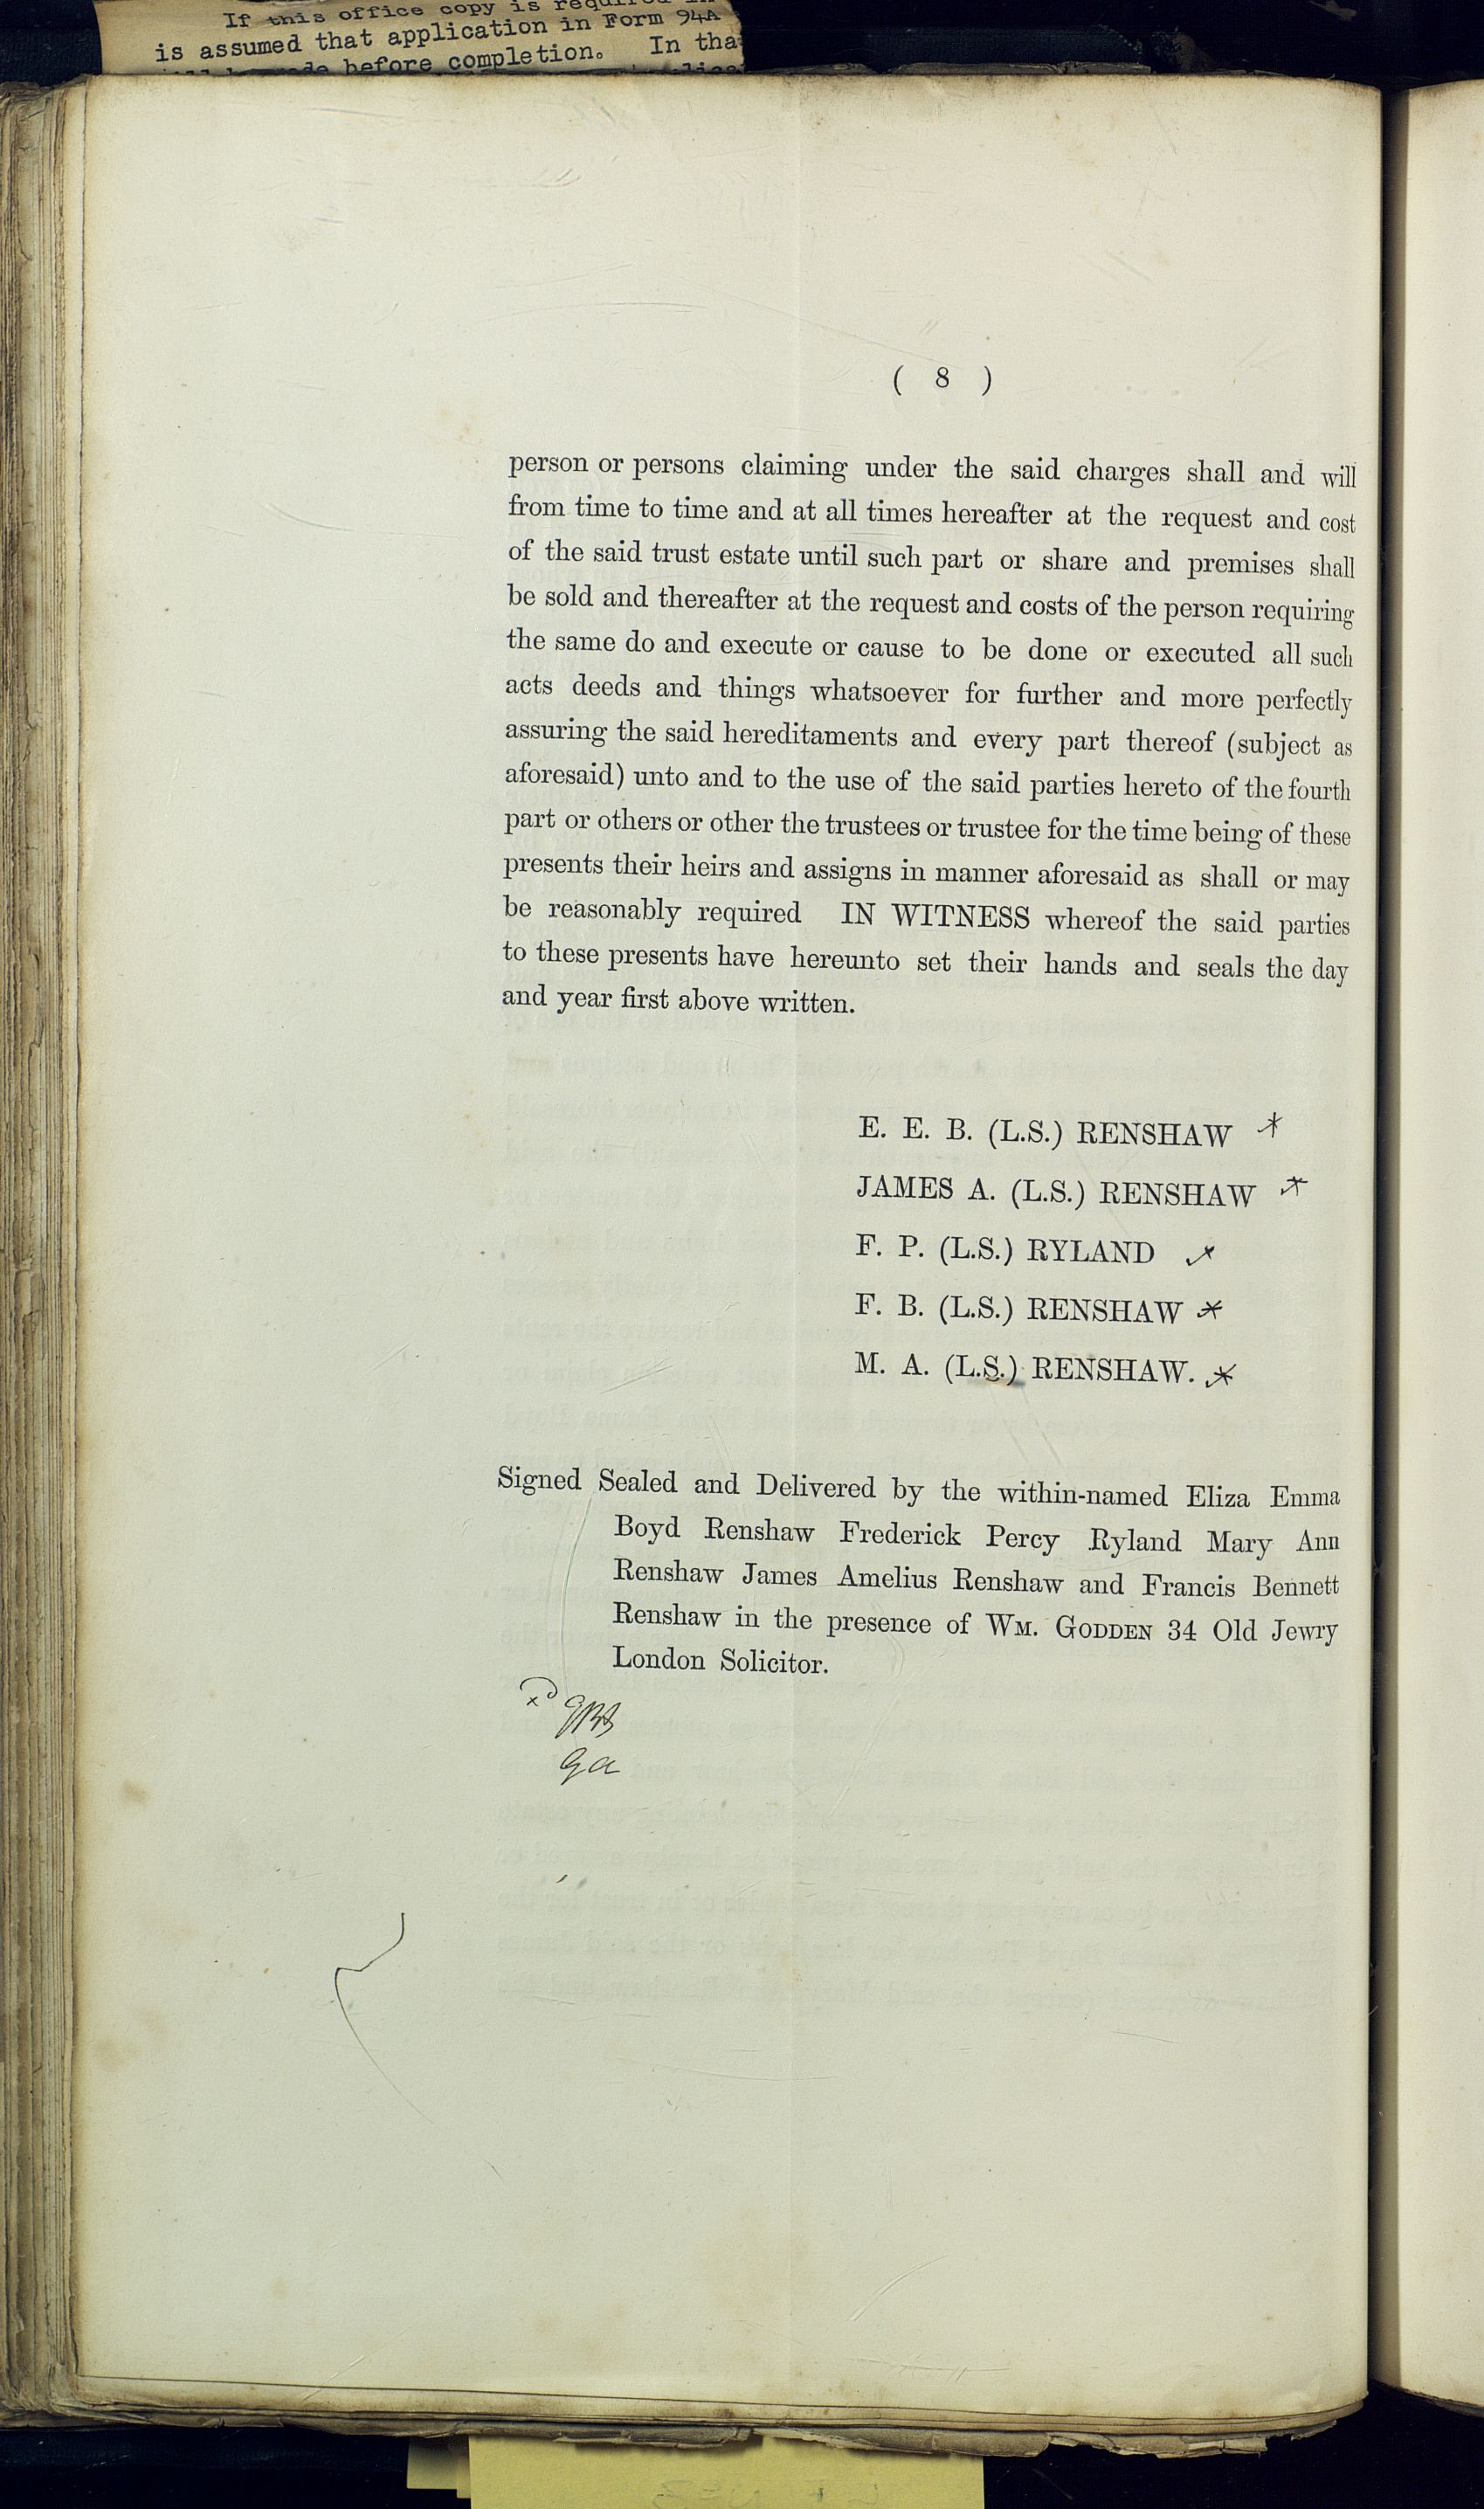 If this office copy is required in
is assumed that application in Form 94A
before completion. In tha
( 8 )
person or persons claiming under the said charges shall and will
from time to time and at all times hereafter at the request and cost
of the said trust estate until such part or share and premises shall
be sold and thereafter at the request and costs of the person requiring
the same do and execute or cause to be done or executed all such
acts deeds and things whatsoever for further and more perfectly
assuring the said hereditaments and every part thereof (subject as
aforesaid) unto and to the use of the said parties hereto of the fourth
part or others or other the trustees or trustee for the time being of these
presents their heirs and assigns in manner aforesaid as shall or may
be reasonably required IN WITNESS whereof the said parties
to these presents have hereunto set their hands and seals the day
and year first above written.
E. E. B. (L.S.) RENSHAW
JAMES A. (L.S.) RENSHAW
F. P. (L.S.) RYLAND
F. B. (L.S.) RENSHAW
M. A. (L.S.) RENSHAW.
Signed Sealed and Delivered by the within-named Eliza Emma
Boyd Renshaw Frederick Percy Ryland Mary Ann
Renshaw James Amelius Renshaw and Francis Bennett
Renshaw in the presence of WM. GODDEN 34 Old Jewry
London Solicitor.